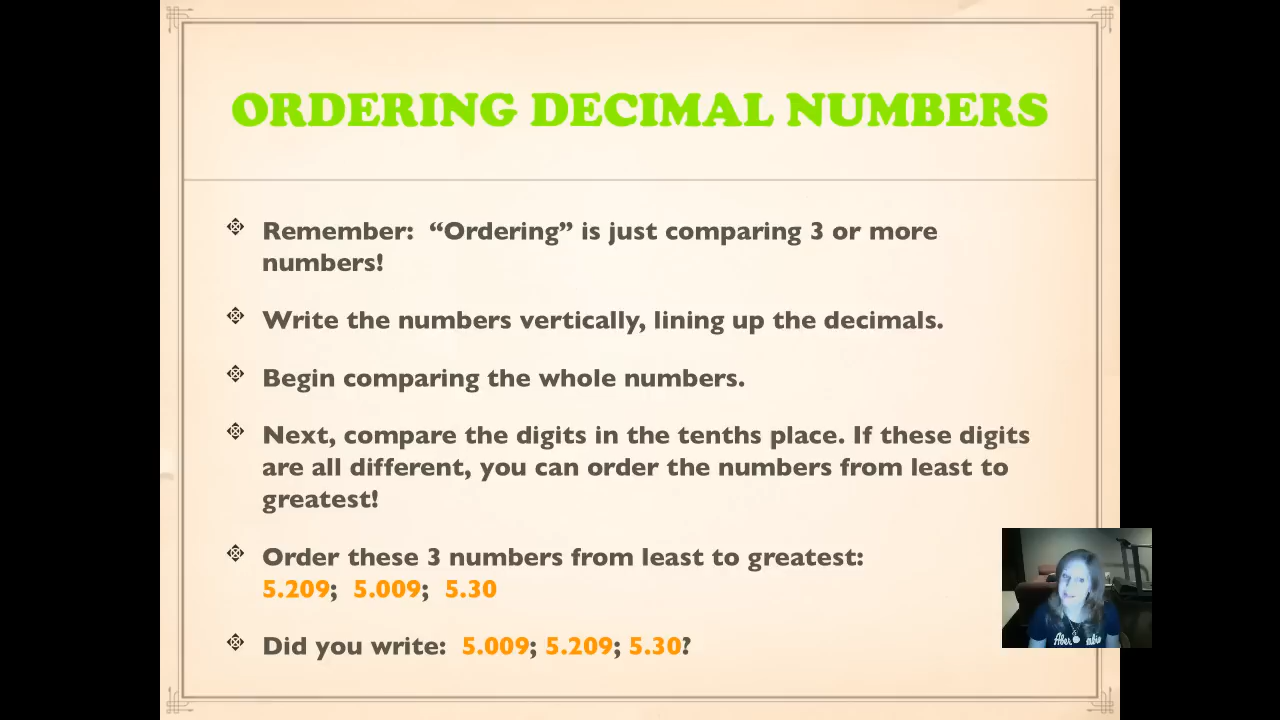 ORDERING DECIMAL NUMBERS
Remember:  “Ordering” is just comparing 3 or more
numbers!
Write the numbers vertically, lining up the decimals.
Begin comparing the whole numbers.
Next, compare the digits in the tenths place. If these digits
are all different, you can order the numbers from least to
greatest!
Order these 3 numbers from least to greatest:
5.209;  5.009;  5.30
Did you write:  5.009; 5.209; 5.30?